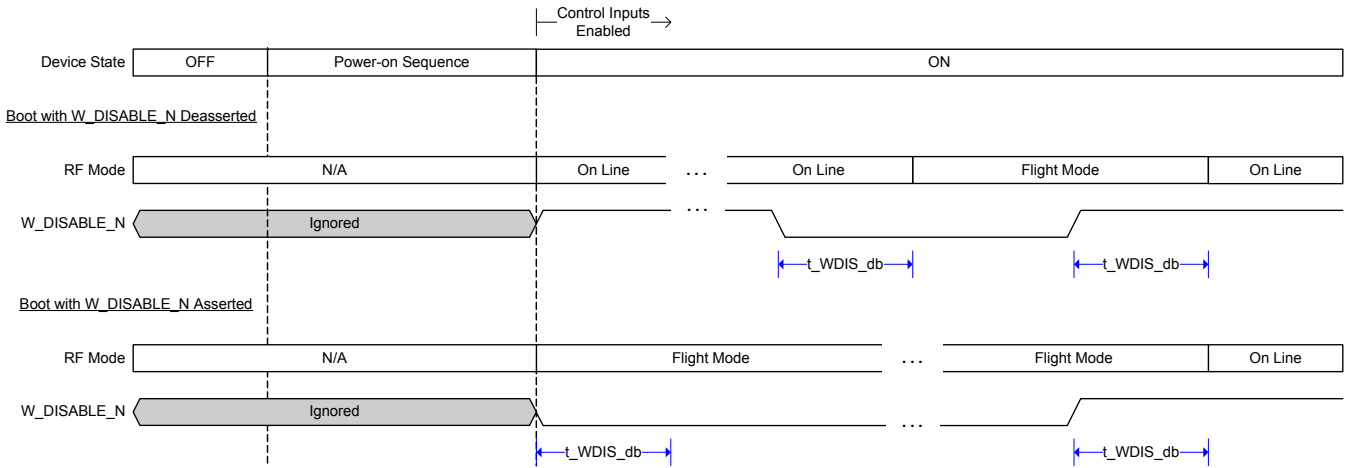 Control Inputs
Enabled
Device State OFF Power-on Sequence ON
Boot with W_DISABLE_N Deasserted
RF Mode N/A On Line ... On Line Flight Mode On Line
W_DISABLE_N Ignored ...
t_WDIS_db t_WDIS_db
Boot with W_DISABLE_N Asserted
RF Mode N/A Flight Mode ... Flight Mode On Line
W_DISABLE_N Ignored ...
t_WDIS_db t_WDIS_db